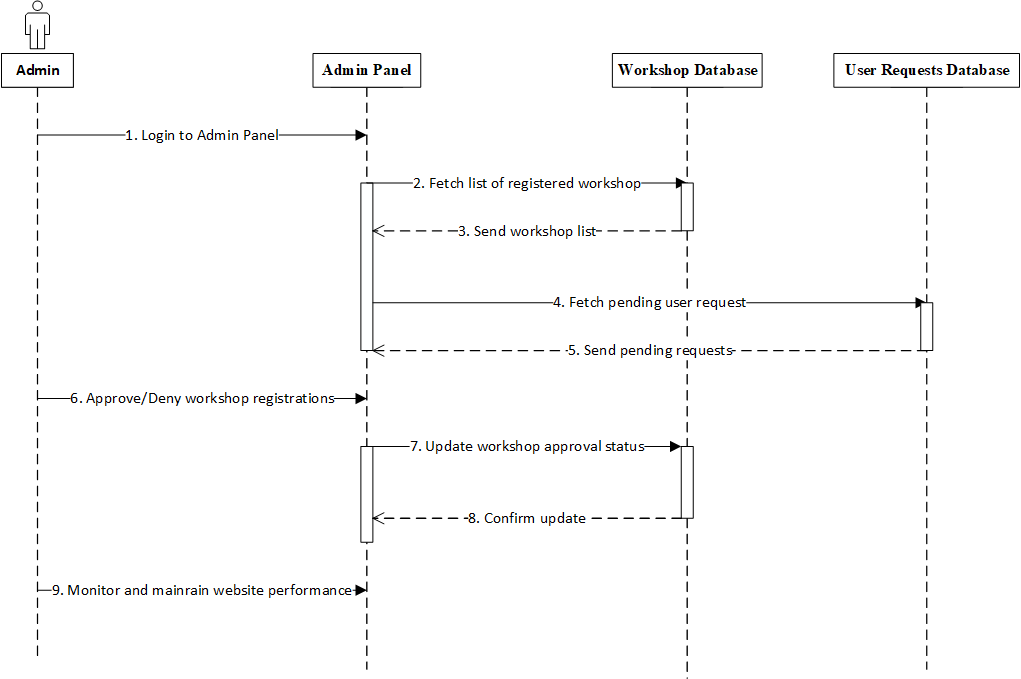 Admin
Admin Panel
Workshop Database
User Requests Database
1. Login to Admin Panel
2. Fetch list of registered workshop
3. Send workshop list
4. Fetch pending user request
5. Send pending requests
6. Approve/Deny workshop registrations
7. Update workshop approval status
8. Confirm update
9. Monitor and mainrain website performance